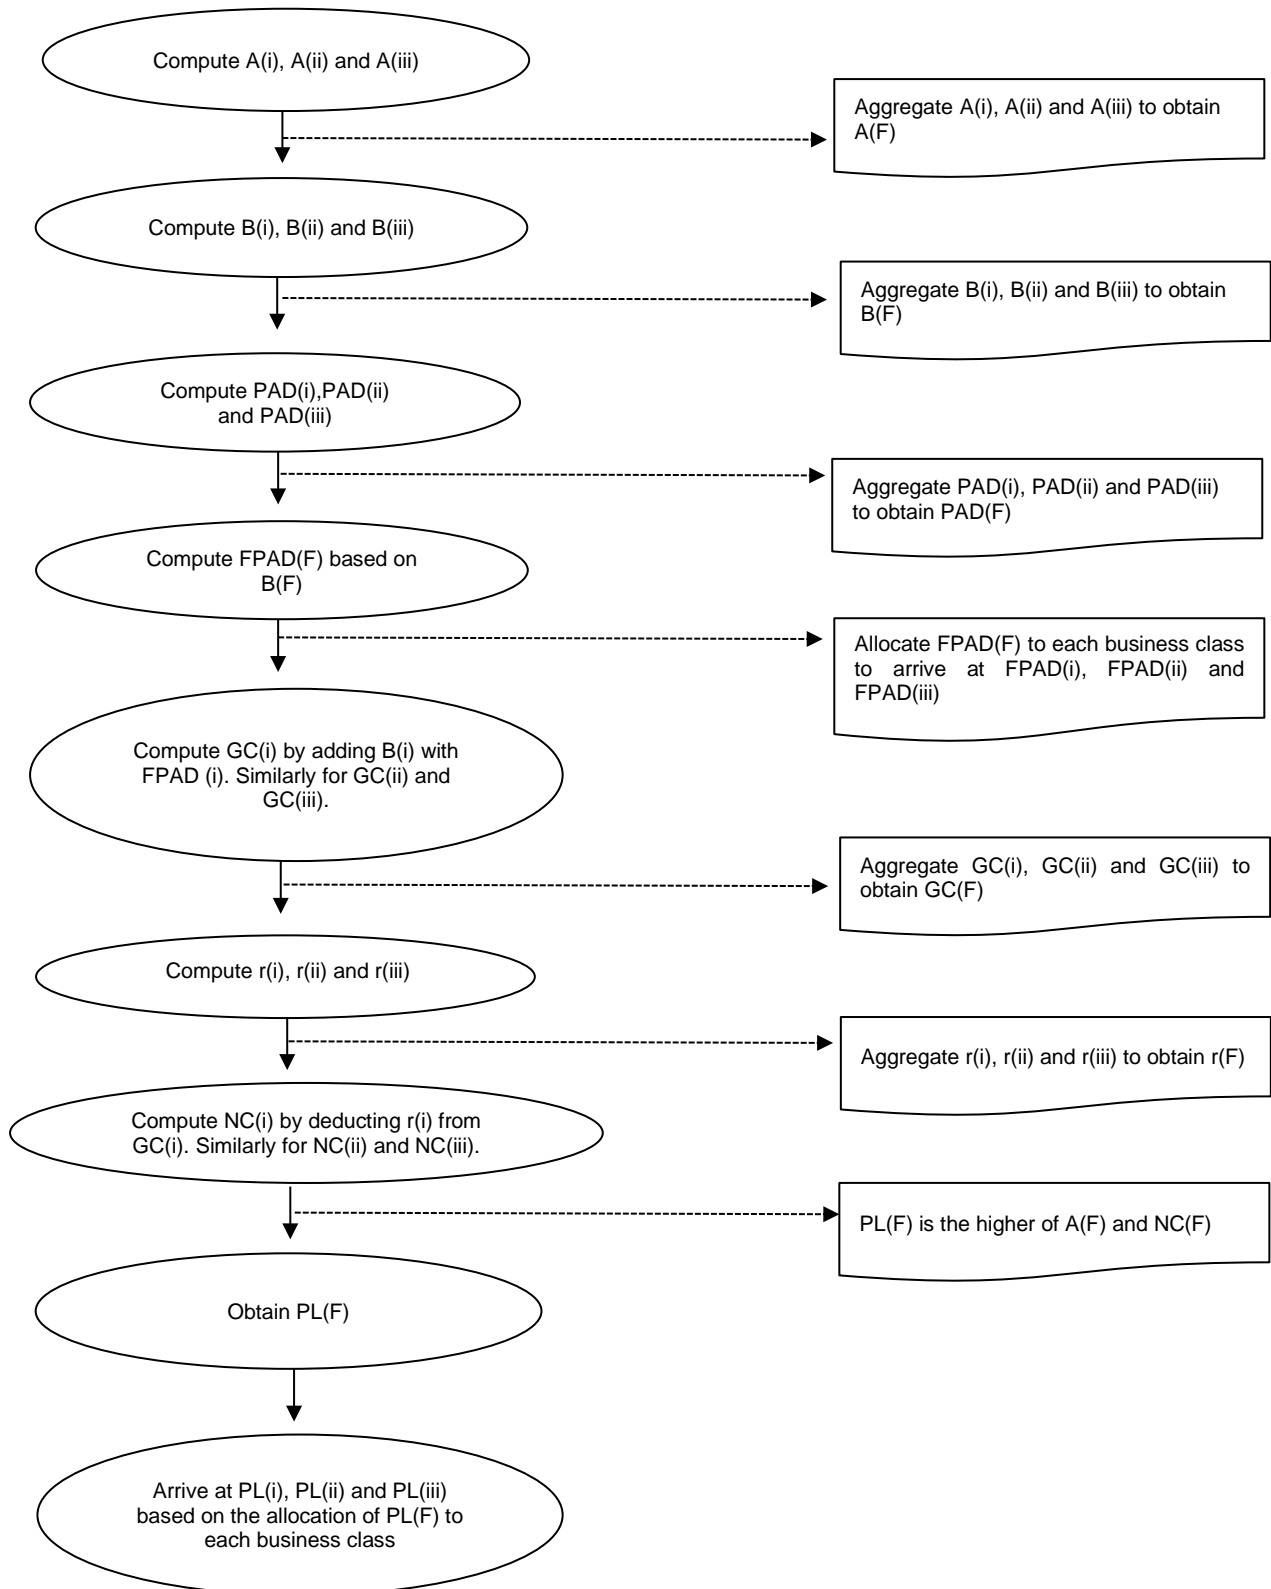 Compute A(i), A(ii) and A(iii)
Aggregate A(i), A(ii) and A(iii) to obtain
A(F)
Compute B(i), B(ii) and B(iii)
Aggregate B(i), B(ii) and B(iii) to obtain
B(F)
Compute PAD(i),PAD(ii)
and PAD(iii)
Aggregate PAD(i), PAD(ii) and PAD(iii)
to obtain PAD(F)
Compute FPAD(F) based on
B(F)
Allocate FPAD(F) to each business class
to arrive at FPAD(i), FPAD(ii) and
FPAD(iii)
Compute GC(i) by adding B(i) with
FPAD (i). Similarly for GC(ii) and
GC(iii).
Aggregate GC(i), GC(ii) and GC(iii) to
obtain GC(F)
Compute r(i), r(ii) and r(iii)
Aggregate r(i), r(ii) and r(iii) to obtain r(F)
Compute NC(i) by deducting r(i) from
GC(i). Similarly for NC(ii) and NC(iii).
PL(F) is the higher of A(F) and NC(F)
Obtain PL(F)
Arrive at PL(i), PL(ii) and PL(iii)
based on the allocation of PL(F) to
each business class